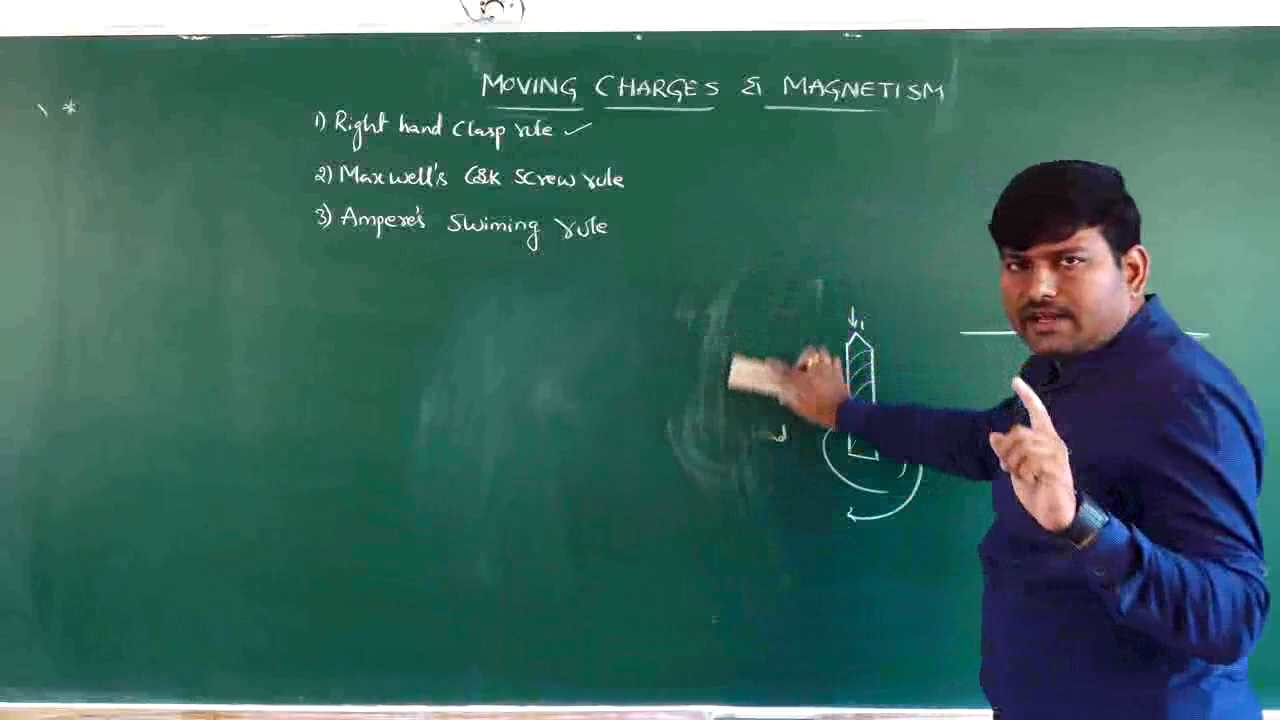 MOVING CHARGES & MAGNETISM
1) Right hand Clasp rule ✓
2) Maxwell's Cork Screw rule
3) Ampere's Swiming rule